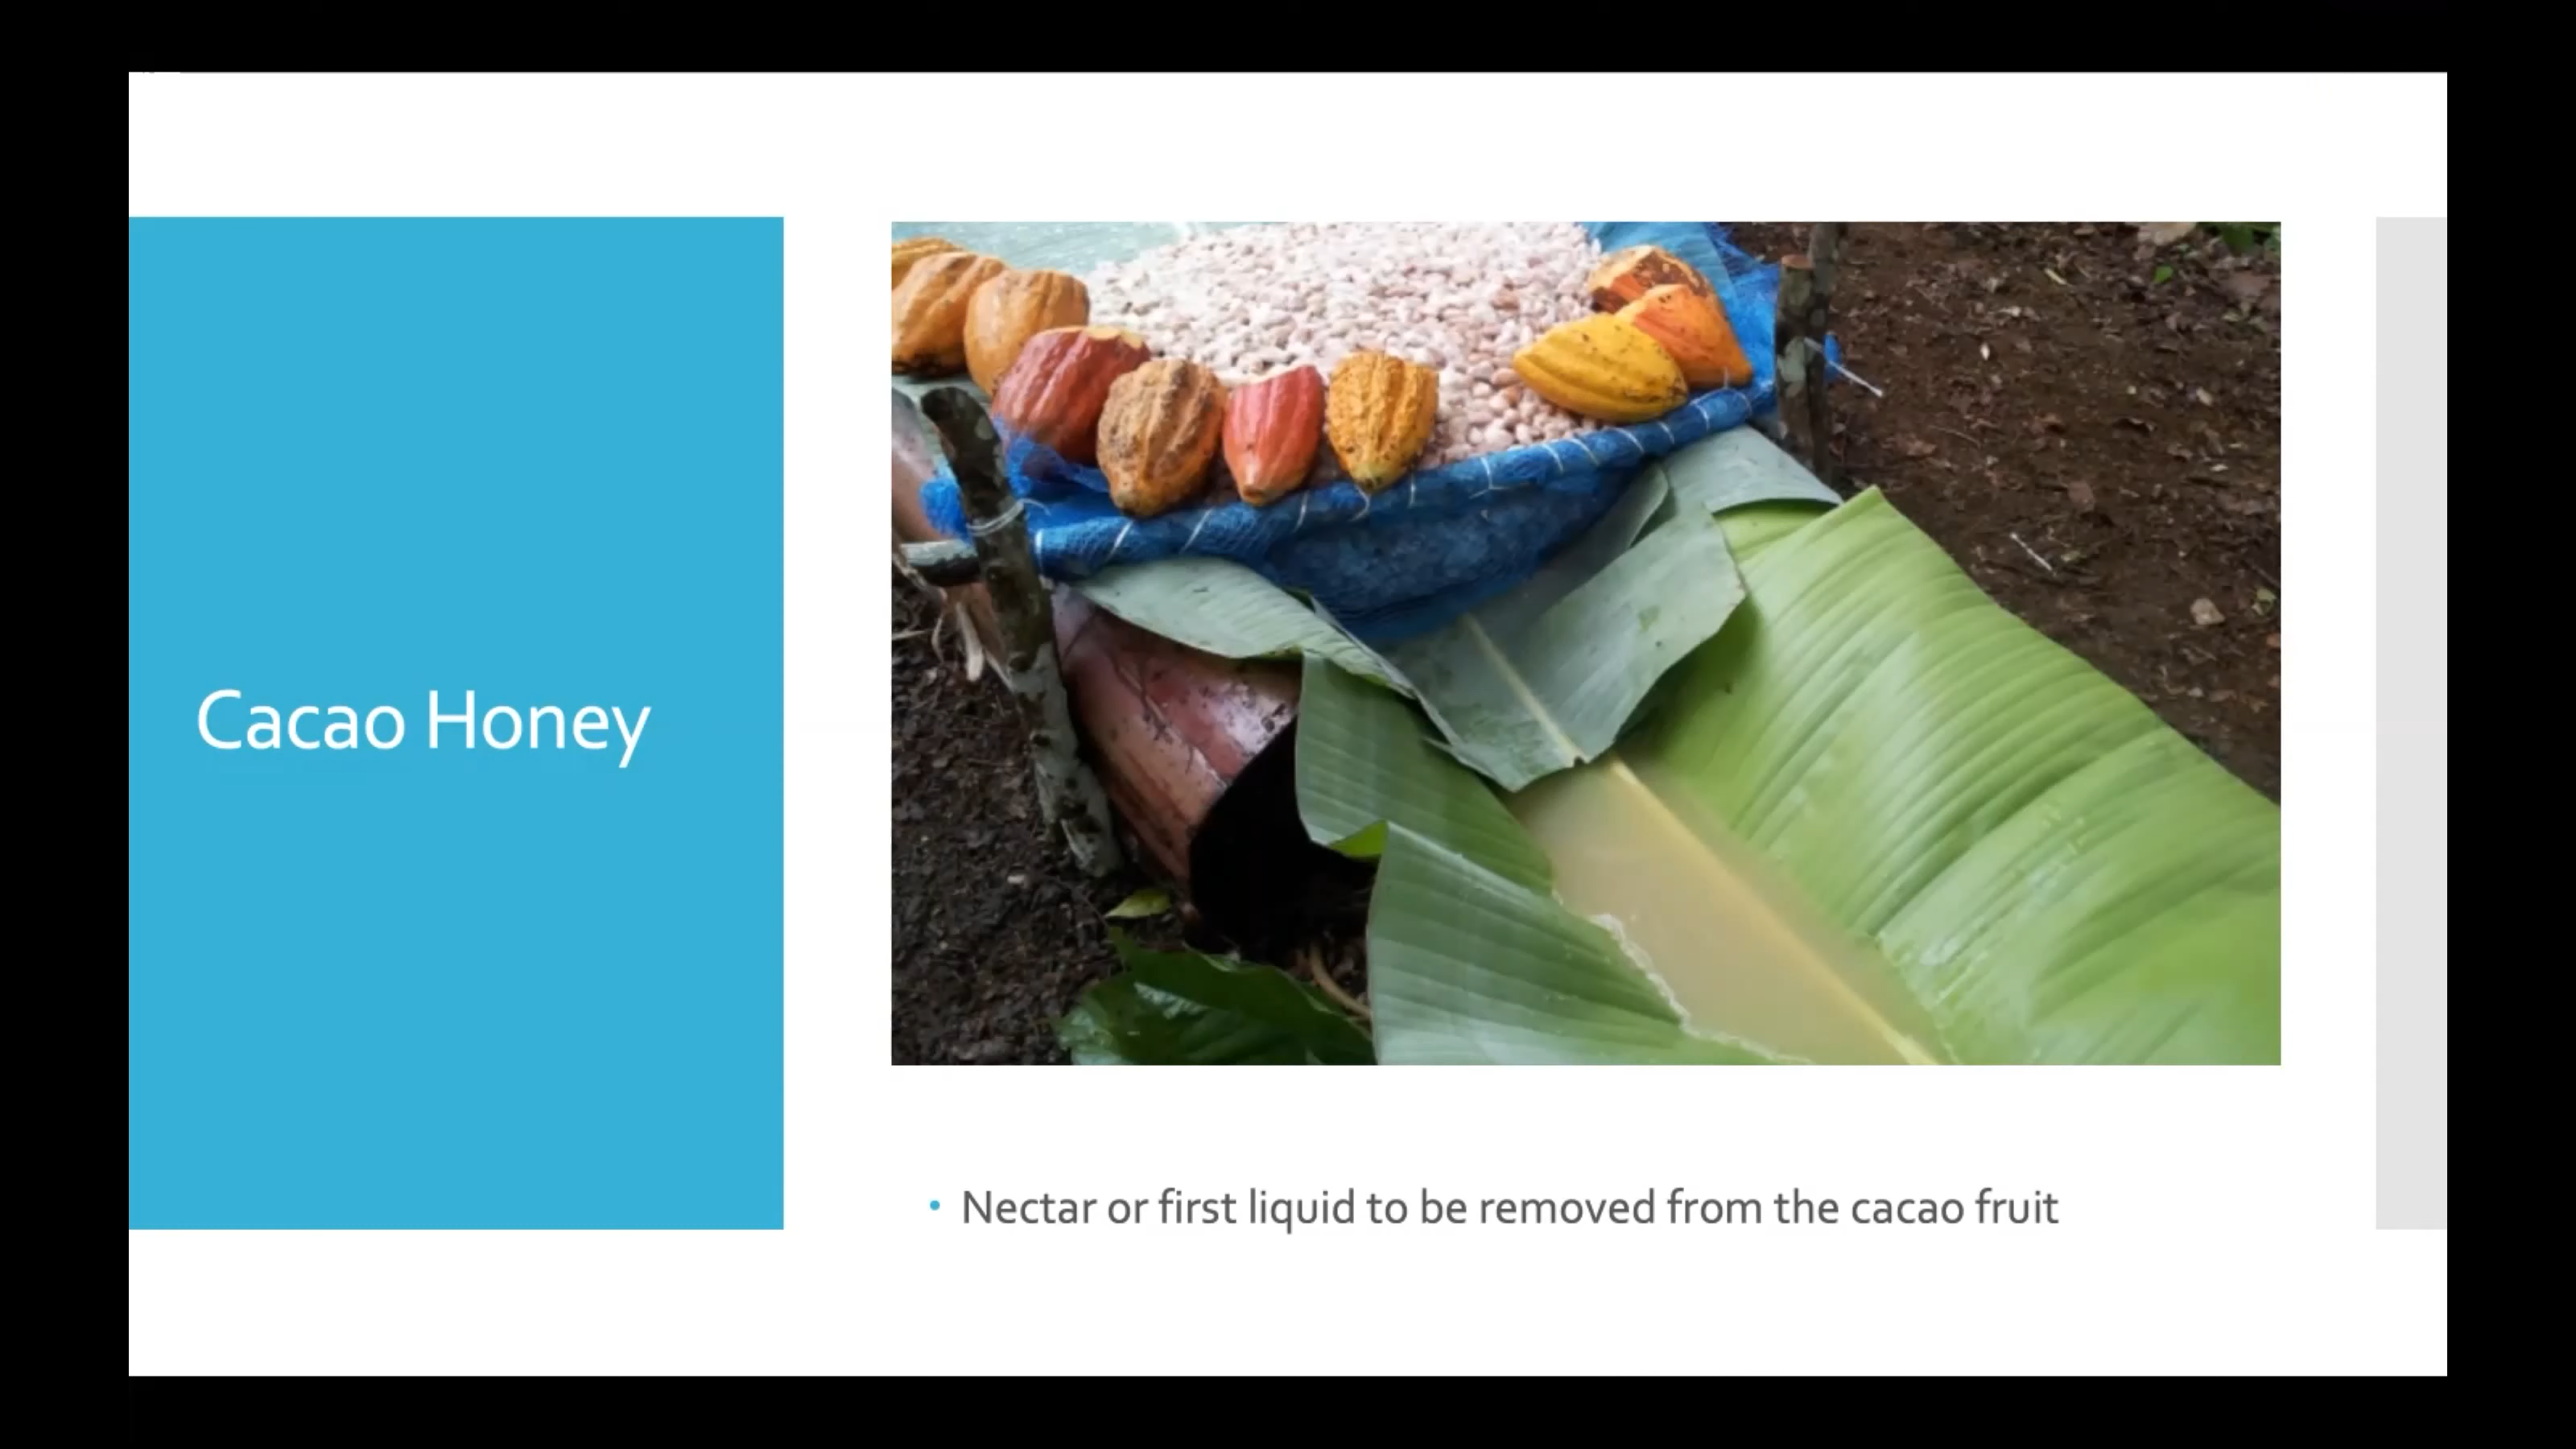 Cacao Honey
• Nectar or first liquid to be removed from the cacao fruit